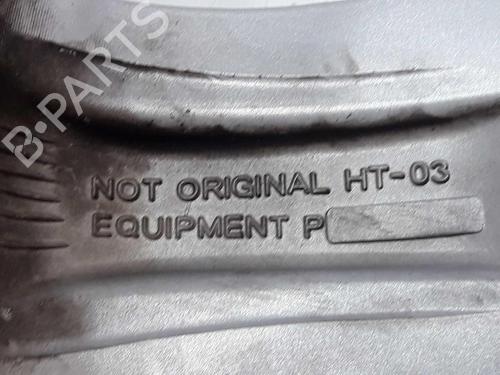 B-PARTS
NOT ORIGINAL HT-03
EQUIPMENT P